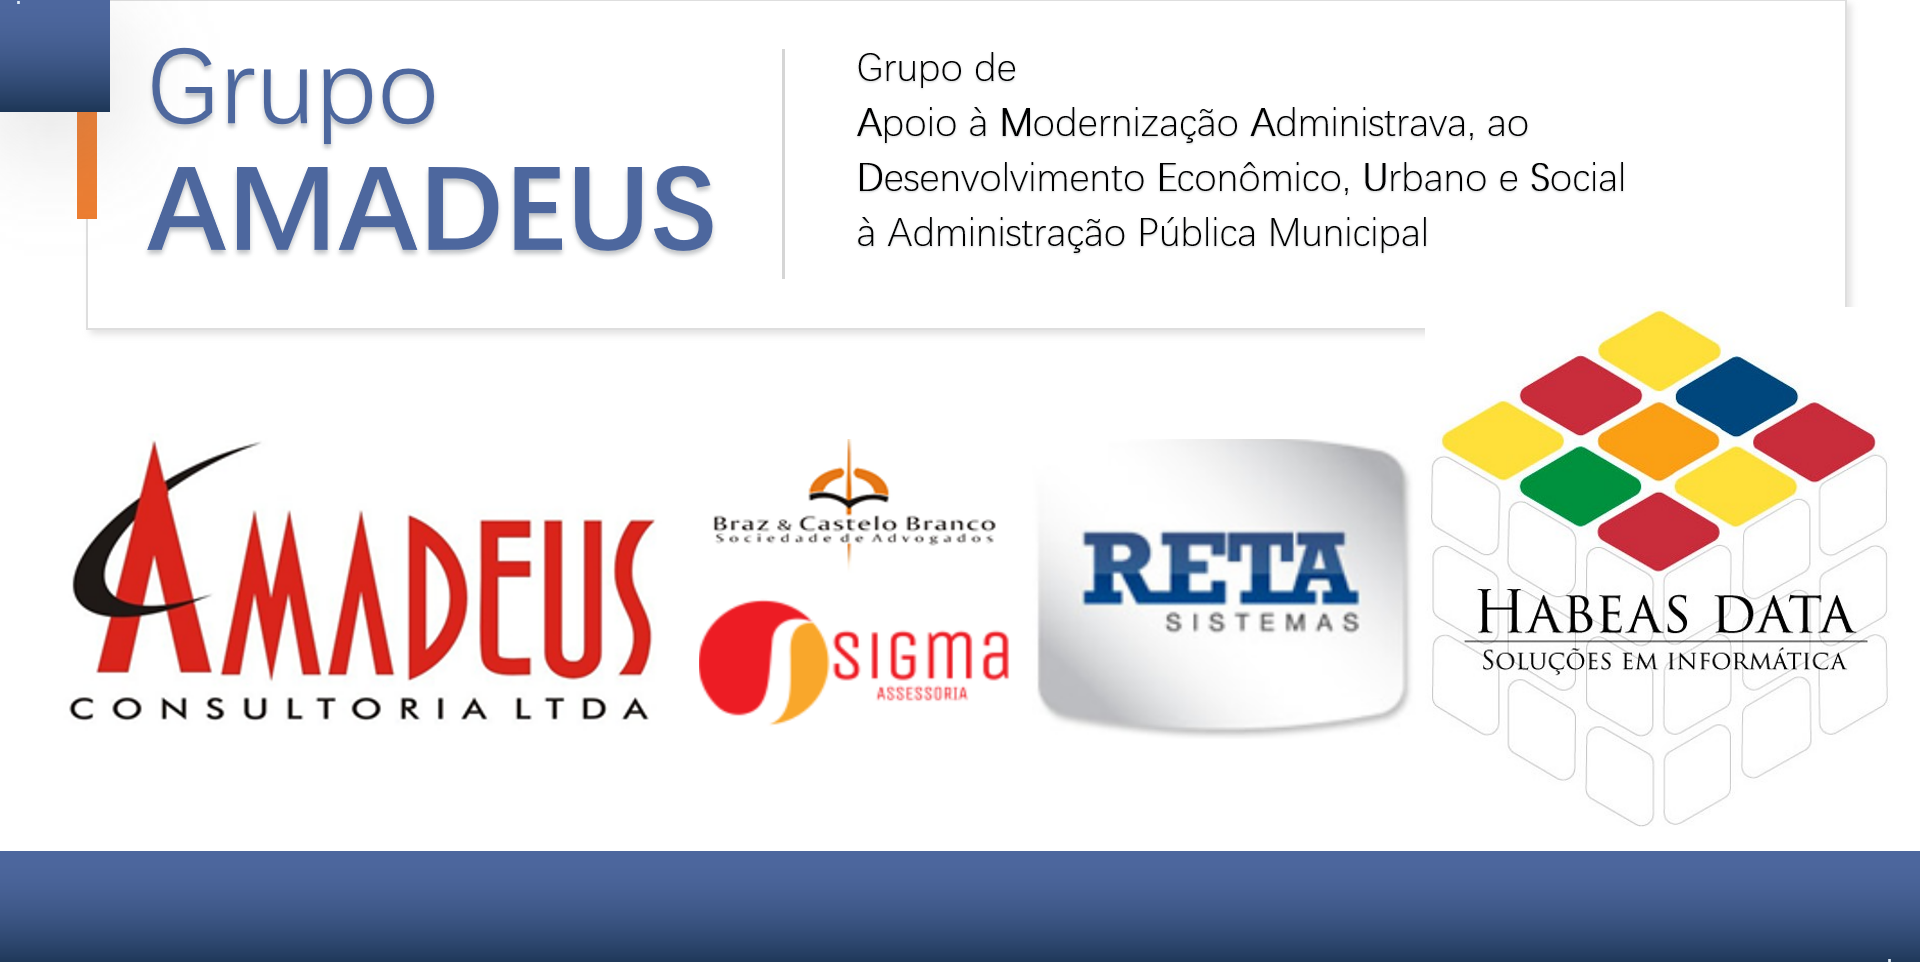 Grupo
AMADEUS
Grupo de
Apoio à Modernização Administrava, ao
Desenvolvimento Econômico, Urbano e Social
à Administração Pública Municipal
AMADEUS
CONSULTORIA LTDA
Braz & Castelo Branco
Sociedade de Advogados
SIGMA
ASSESSORIA
RETA
SISTEMAS
HABEAS DATA
SOLUÇÕES EM INFORMÁTICA